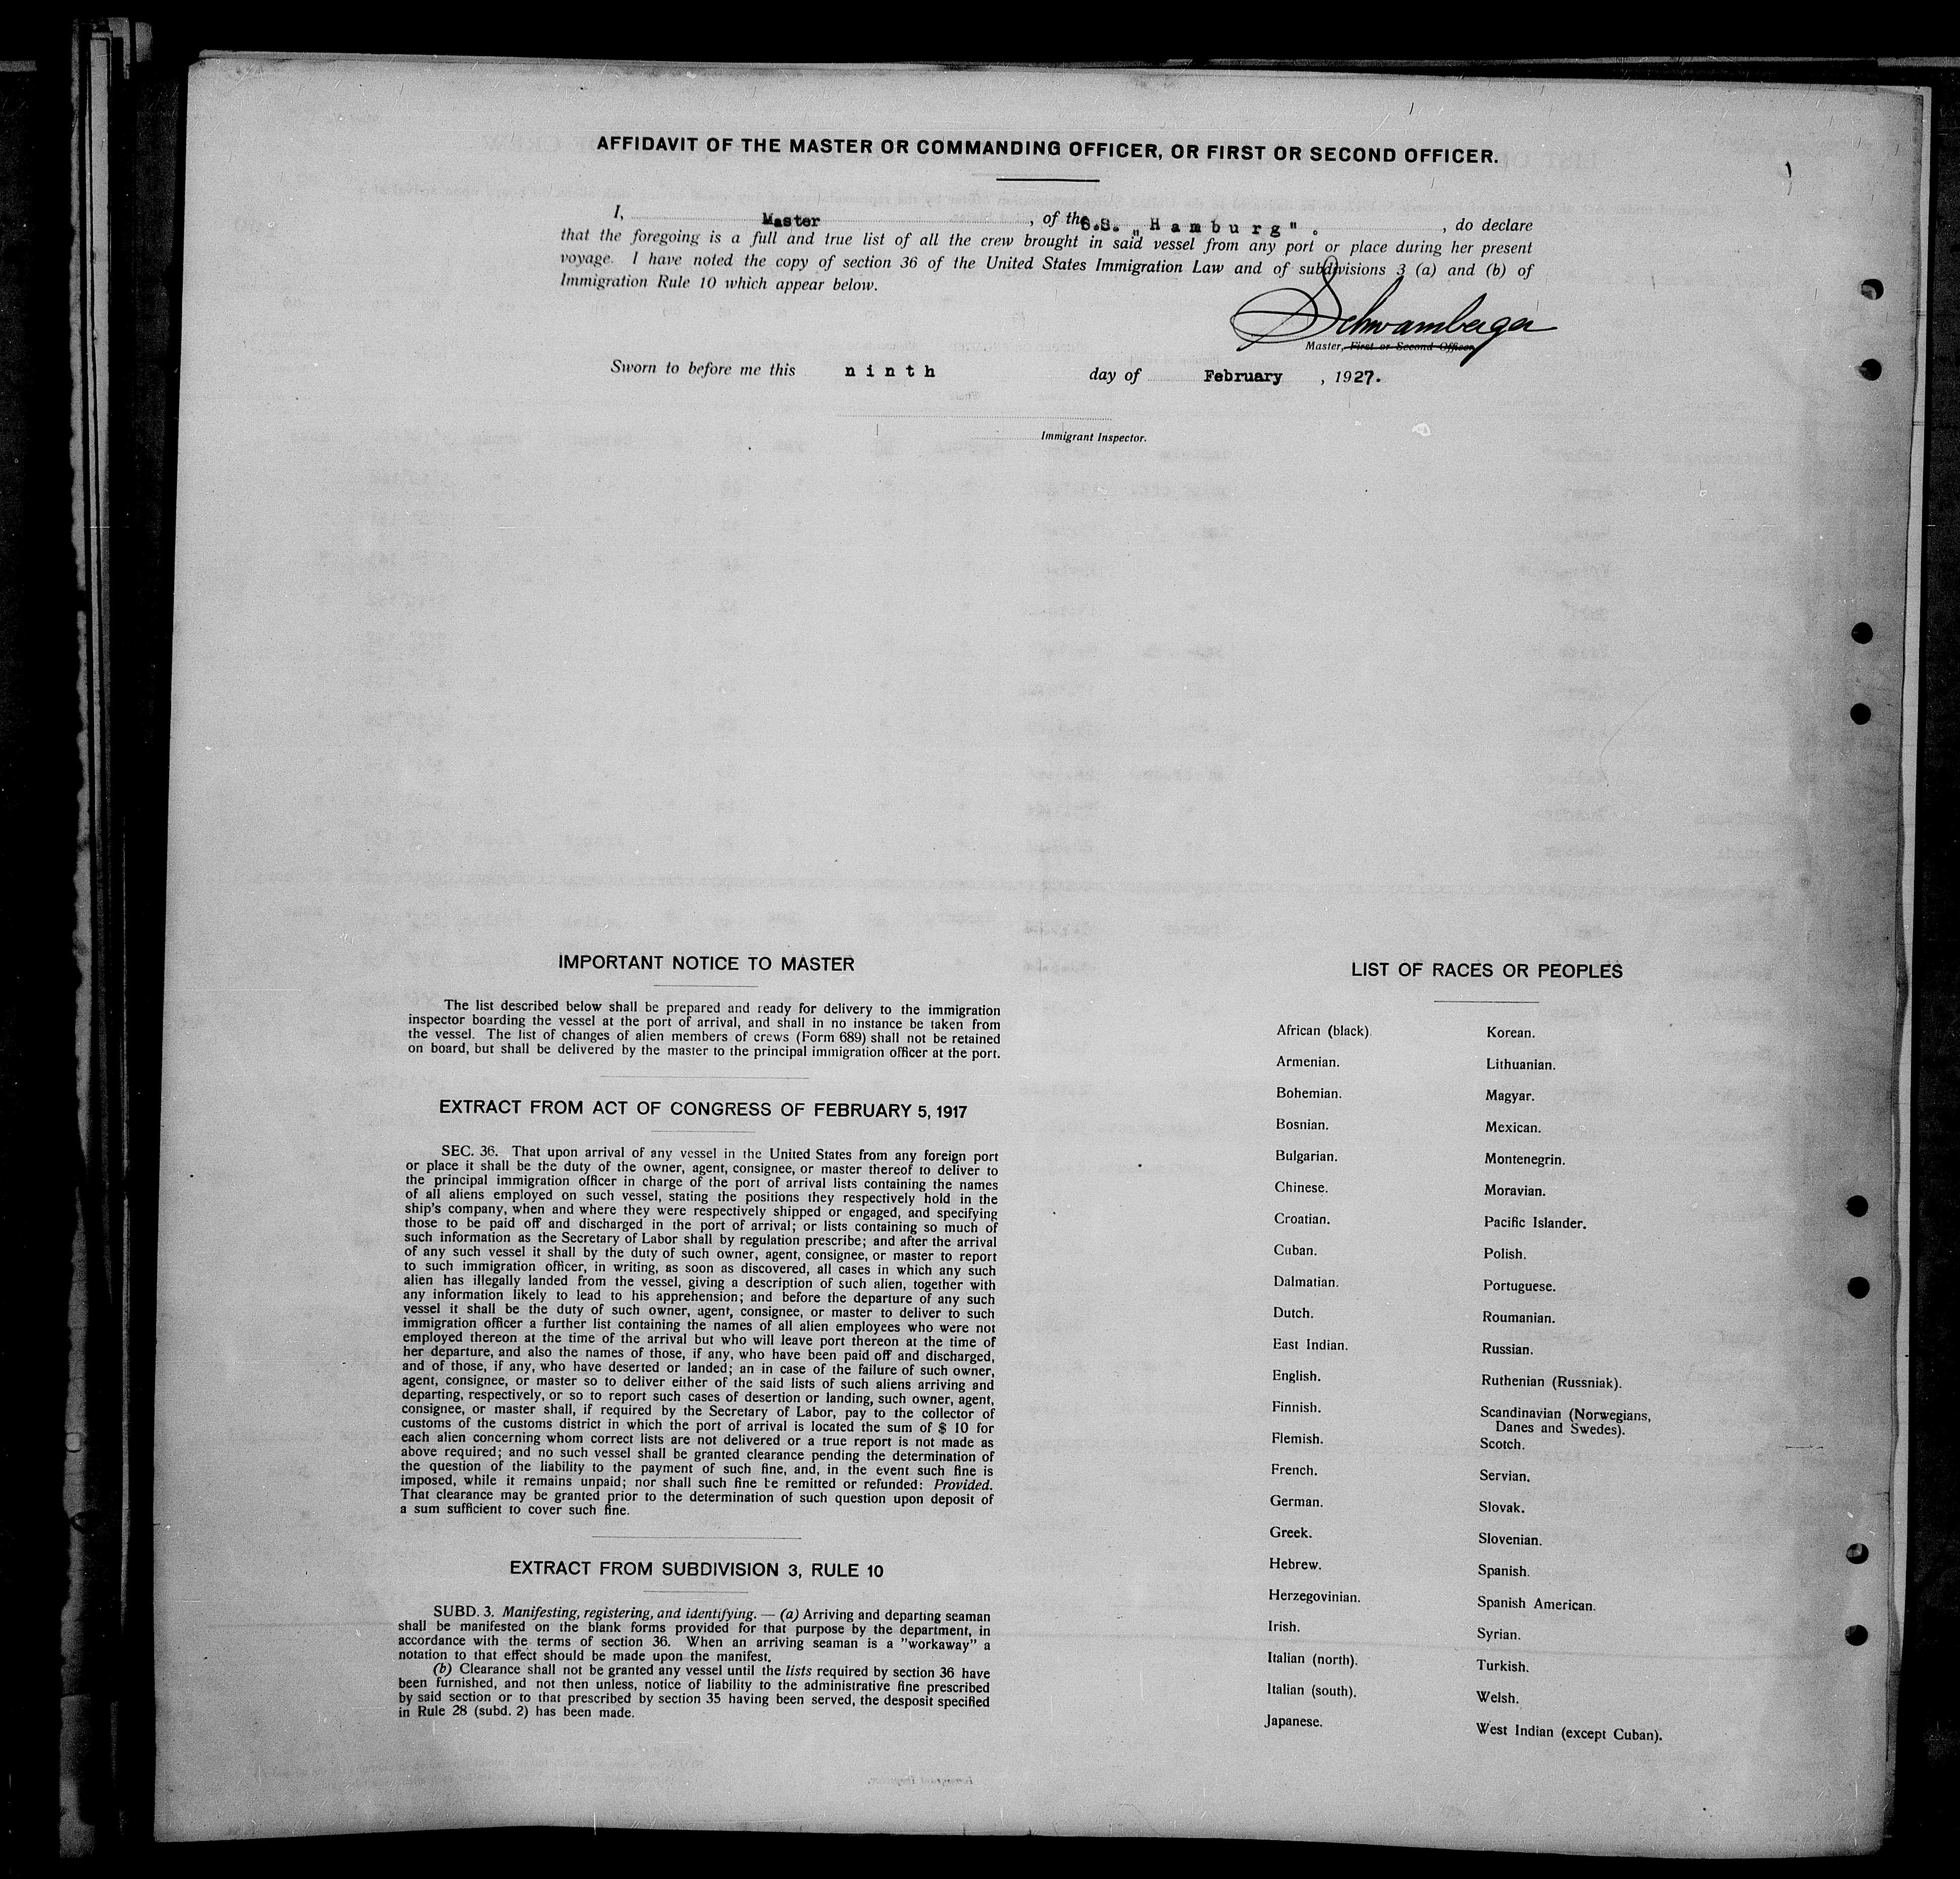 AFFIDAVIT OF THE MASTER OR COMMANDING OFFICER, OR FIRST OR SECOND OFFICER.
I, Master, of the S.S. „Hamburg". , do declare
that the foregoing is a full and true list of all the crew brought in said vessel from any port or place during her present
voyage. I have noted the copy of section 36 of the United States Immigration Law and of subdivisions 3 (a) and (b) of
Immigration Rule 10 which appear below.
Schwamberger
Master, First or Second Officer.
Sworn to before me this ninth day of February, 1927.
Immigrant Inspector.
IMPORTANT NOTICE TO MASTER
The list described below shall be prepared and ready for delivery to the immigration
inspector boarding the vessel at the port of arrival, and shall in no instance be taken from
the vessel. The list of changes of alien members of crews (Form 689) shall not be retained
on board, but shall be delivered by the master to the principal immigration officer at the port.
EXTRACT FROM ACT OF CONGRESS OF FEBRUARY 5, 1917
SEC. 36. That upon arrival of any vessel in the United States from any foreign port
or place it shall be the duty of the owner, agent, consignee, or master thereof to deliver to
the principal immigration officer in charge of the port of arrival lists containing the names
of all aliens employed on such vessel, stating the positions they respectively hold in the
ship's company, when and where they were respectively shipped or engaged, and specifying
those to be paid off and discharged in the port of arrival; or lists containing so much of
such information as the Secretary of Labor shall by regulation prescribe; and after the arrival
of any such vessel it shall by the duty of such owner, agent, consignee, or master to report
to such immigration officer, in writing, as soon as discovered, all cases in which any such
alien has illegally landed from the vessel, giving a description of such alien, together with
any information likely to lead to his apprehension; and before the departure of any such
vessel it shall be the duty of such owner, agent, consignee, or master to deliver to such
immigration officer a further list containing the names of all alien employees who were not
employed thereon at the time of the arrival but who will leave port thereon at the time of
her departure, and also the names of those, if any, who have been paid off and discharged,
and of those, if any, who have deserted or landed; an in case of the failure of such owner,
agent, consignee, or master so to deliver either of the said lists of such aliens arriving and
departing, respectively, or so to report such cases of desertion or landing, such owner, agent,
consignee, or master shall, if required by the Secretary of Labor, pay to the collector of
customs of the customs district in which the port of arrival is located the sum of $ 10 for
each alien concerning whom correct lists are not delivered or a true report is not made as
above required; and no such vessel shall be granted clearance pending the determination of
the question of the liability to the payment of such fine, and, in the event such fine is
imposed, while it remains unpaid; nor shall such fine be remitted or refunded: Provided.
That clearance may be granted prior to the determination of such question upon deposit of
a sum sufficient to cover such fine.
EXTRACT FROM SUBDIVISION 3, RULE 10
SUBD. 3. Manifesting, registering, and identifying. — (a) Arriving and departing seaman
shall be manifested on the blank forms provided for that purpose by the department, in
accordance with the terms of section 36. When an arriving seaman is a "workaway" a
notation to that effect should be made upon the manifest.
(b) Clearance shall not be granted any vessel until the lists required by section 36 have
been furnished, and not then unless, notice of liability to the administrative fine prescribed
by said section or to that prescribed by section 35 having been served, the desposit specified
in Rule 28 (subd. 2) has been made.
LIST OF RACES OR PEOPLES
African (black)
Armenian.
Bohemian.
Bosnian.
Bulgarian.
Chinese.
Croatian.
Cuban.
Dalmatian.
Dutch.
East Indian.
English.
Finnish.
Flemish.
French.
German.
Greek.
Hebrew.
Herzegovinian.
Irish.
Italian (north).
Italian (south).
Japanese.
Korean.
Lithuanian.
Magyar.
Mexican.
Montenegrin.
Moravian.
Pacific Islander.
Polish.
Portuguese.
Roumanian.
Russian.
Ruthenian (Russniak).
Scandinavian (Norwegians,
Danes and Swedes).
Scotch.
Servian.
Slovak.
Slovenian.
Spanish.
Spanish American.
Syrian.
Turkish.
Welsh.
West Indian (except Cuban).